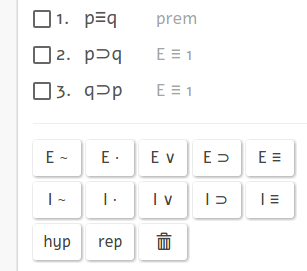 1. p≡q prem
2. p⊃q E ≡ 1
3. q⊃p E ≡ 1
E ~ E · E ∨ E ⊃ E ≡
I ~ I · I ∨ I ⊃ I ≡
hyp rep